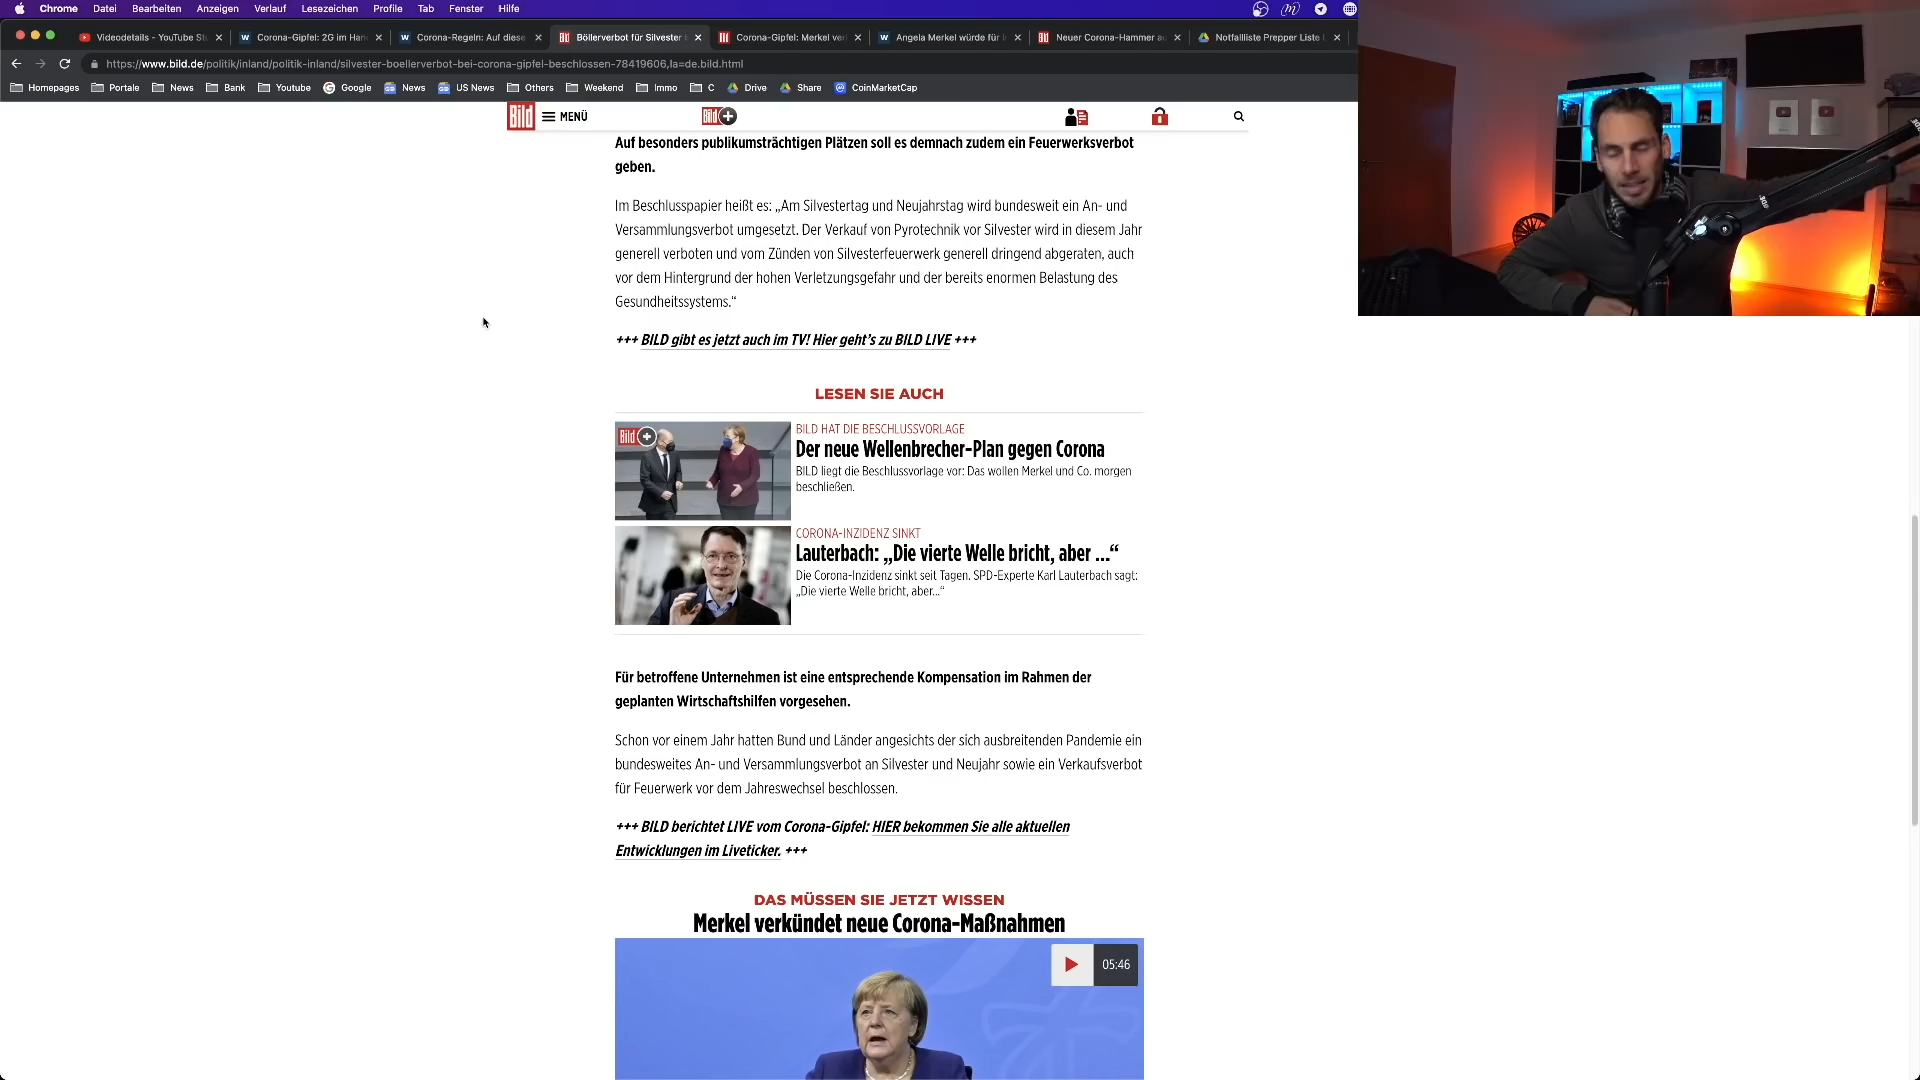 Chrome Datei Bearbeiten Anzeigen Verlauf Lesezeichen Profile Tab Fenster Hilfe
Videodetails - YouTube St
Corona-Gipfel: 2G im Han
Corona-Regeln: Auf diese
Böllerverbot für Silvester
Corona-Gipfel: Merkel ver
Angela Merkel würde für I
Neuer Corona-Hammer au
Notfallliste Prepper Liste
https://www.bild.de/politik/inland/politik-inland/silvester-boellerverbot-bei-corona-gipfel-beschlossen-78419606,la=de.bild.html
Homepages Portale News Bank Youtube Google News US News Others Weekend Immo C Drive Share CoinMarketCap
Bild MENÜ Bild+
Auf besonders publikumsträchtigen Plätzen soll es demnach zudem ein Feuerwerksverbot
geben.
Im Beschlusspapier heißt es: „Am Silvestertag und Neujahrstag wird bundesweit ein An- und
Versammlungsverbot umgesetzt. Der Verkauf von Pyrotechnik vor Silvester wird in diesem Jahr
generell verboten und vom Zünden von Silvesterfeuerwerk generell dringend abgeraten, auch
vor dem Hintergrund der hohen Verletzungsgefahr und der bereits enormen Belastung des
Gesundheitssystems.“
+++ BILD gibt es jetzt auch im TV! Hier geht’s zu BILD LIVE +++
LESEN SIE AUCH
Bild+
BILD HAT DIE BESCHLUSSVORLAGE
Der neue Wellenbrecher-Plan gegen Corona
BILD liegt die Beschlussvorlage vor: Das wollen Merkel und Co. morgen
beschließen.
CORONA-INZIDENZ SINKT
Lauterbach: „Die vierte Welle bricht, aber ...“
Die Corona-Inzidenz sinkt seit Tagen. SPD-Experte Karl Lauterbach sagt:
„Die vierte Welle bricht, aber...“
Für betroffene Unternehmen ist eine entsprechende Kompensation im Rahmen der
geplanten Wirtschaftshilfen vorgesehen.
Schon vor einem Jahr hatten Bund und Länder angesichts der sich ausbreitenden Pandemie ein
bundesweites An- und Versammlungsverbot an Silvester und Neujahr sowie ein Verkaufsverbot
für Feuerwerk vor dem Jahreswechsel beschlossen.
+++ BILD berichtet LIVE vom Corona-Gipfel: HIER bekommen Sie alle aktuellen
Entwicklungen im Liveticker. +++
DAS MÜSSEN SIE JETZT WISSEN
Merkel verkündet neue Corona-Maßnahmen
05:46